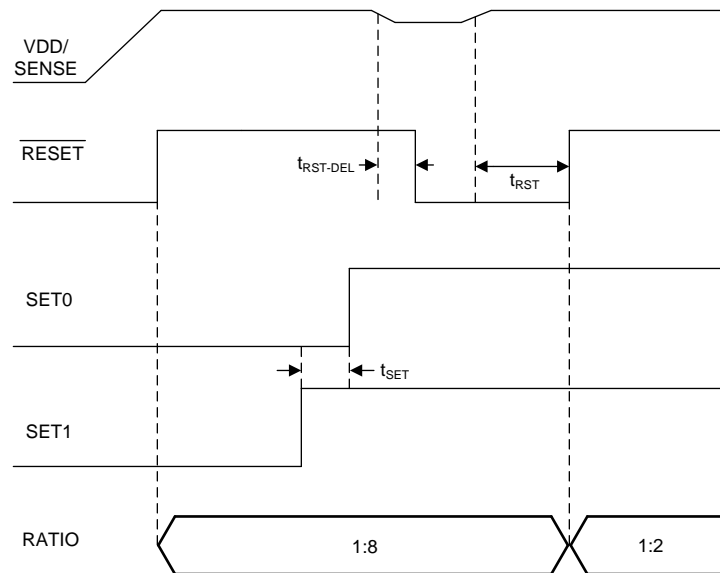 VDD/
SENSE
RESET
tRST-DEL
tRST
SET0
tSET
SET1
RATIO
1:8
1:2